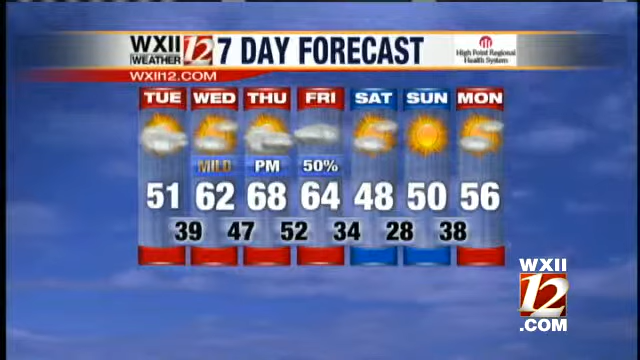 WXII 12 7 DAY FORECAST
WEATHER
High Point Regional
Health System
WXII12.COM
TUE WED THU FRI SAT SUN MON
MILD PM 50%
51 62 68 64 48 50 56
39 47 52 34 28 38
WXII
12
.COM